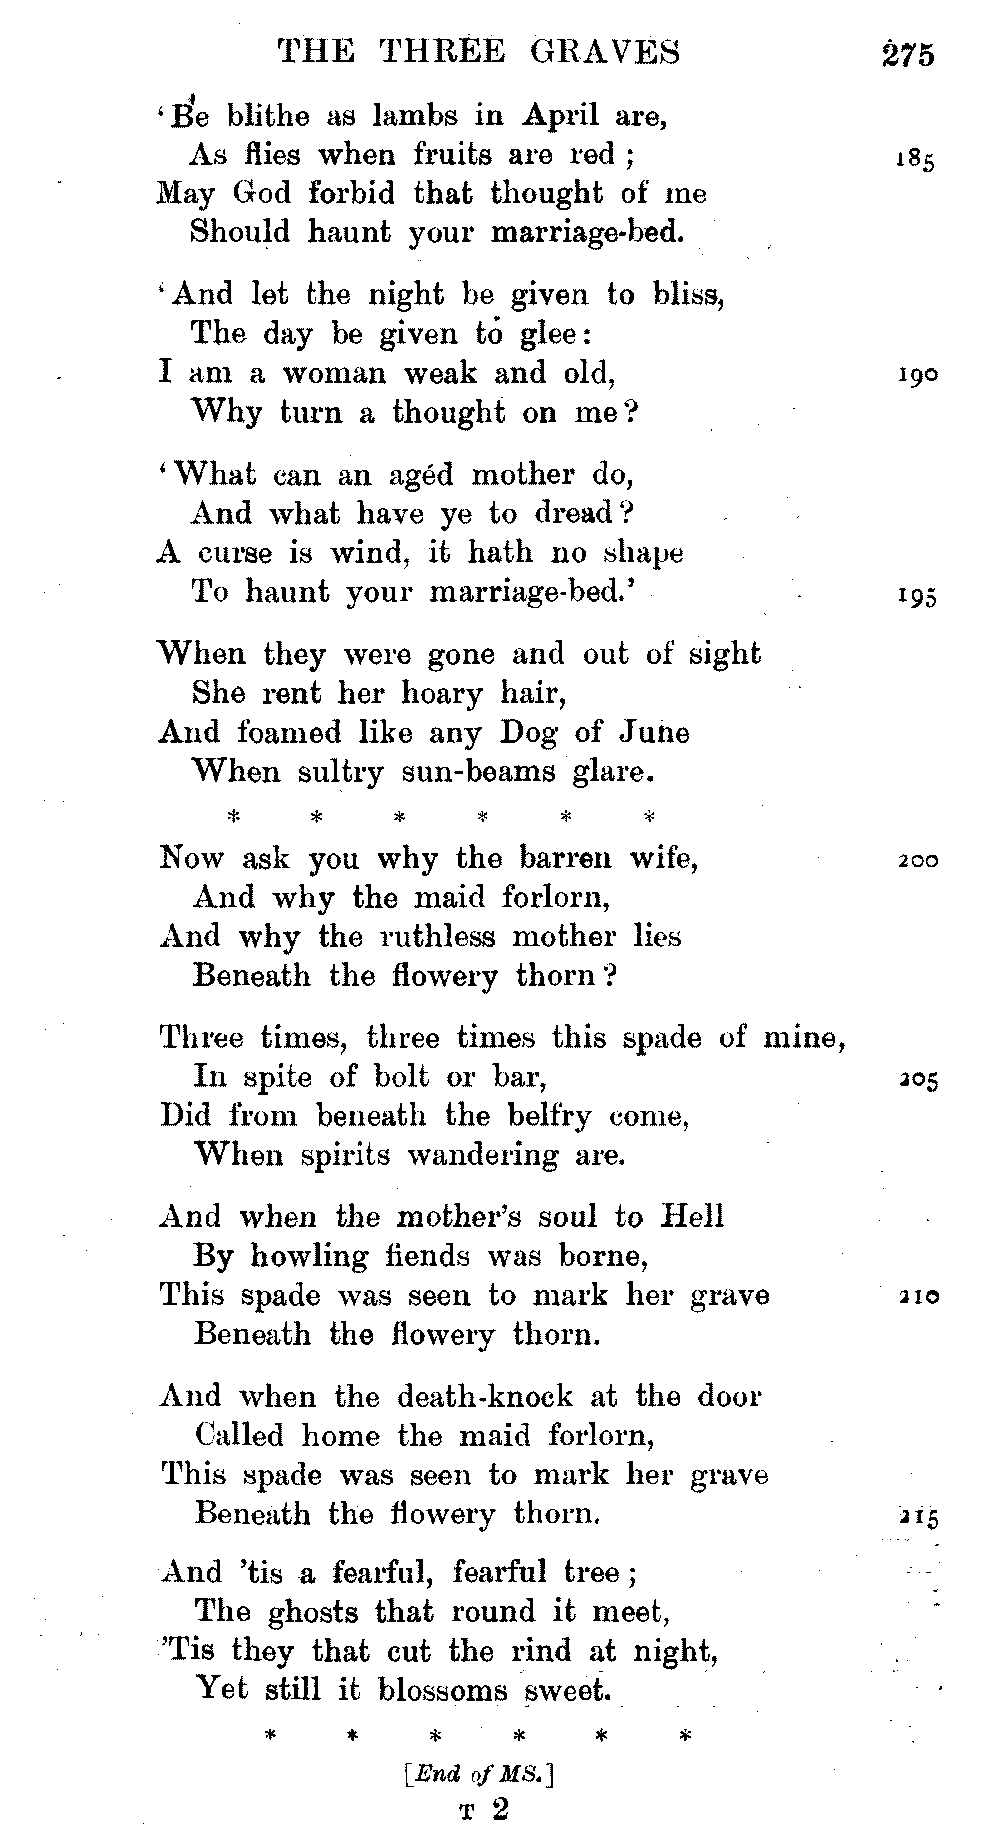 THE THREE GRAVES 275
‘Be blithe as lambs in April are,
As flies when fruits are red ; 185
May God forbid that thought of me
Should haunt your marriage-bed.
‘And let the night be given to bliss,
The day be given to glee:
I am a woman weak and old, 190
Why turn a thought on me?
‘What can an agéd mother do,
And what have ye to dread?
A curse is wind, it hath no shape
To haunt your marriage-bed.’ 195
When they were gone and out of sight
She rent her hoary hair,
And foamed like any Dog of June
When sultry sun-beams glare.
* * * * * *
Now ask you why the barren wife, 200
And why the maid forlorn,
And why the ruthless mother lies
Beneath the flowery thorn?
Three times, three times this spade of mine,
In spite of bolt or bar, 205
Did from beneath the belfry come,
When spirits wandering are.
And when the mother’s soul to Hell
By howling fiends was borne,
This spade was seen to mark her grave 210
Beneath the flowery thorn.
And when the death-knock at the door
Called home the maid forlorn,
This spade was seen to mark her grave
Beneath the flowery thorn. 215
And ’tis a fearful, fearful tree ;
The ghosts that round it meet,
’Tis they that cut the rind at night,
Yet still it blossoms sweet.
* * * * * *
[End of MS.]
T 2